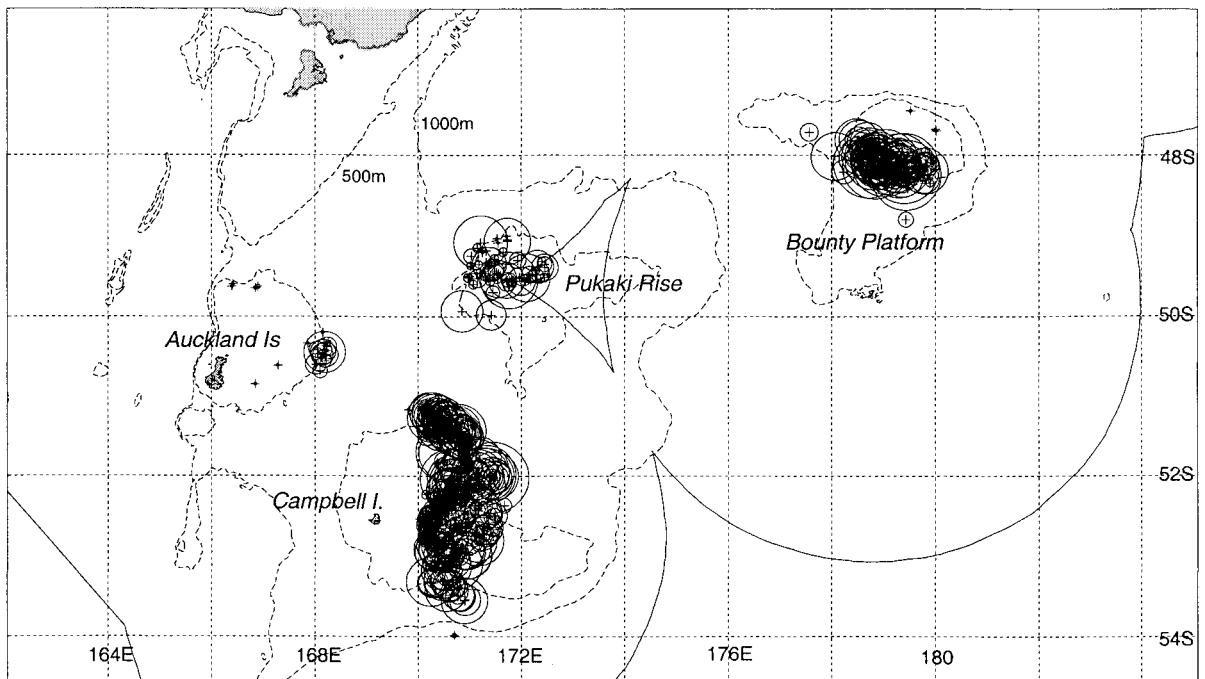 1000m
500m
48S
Bounty Platform
Pukaki Rise
50S
Auckland Is
52S
Campbell I.
54S
164E
168E
172E
176E
180